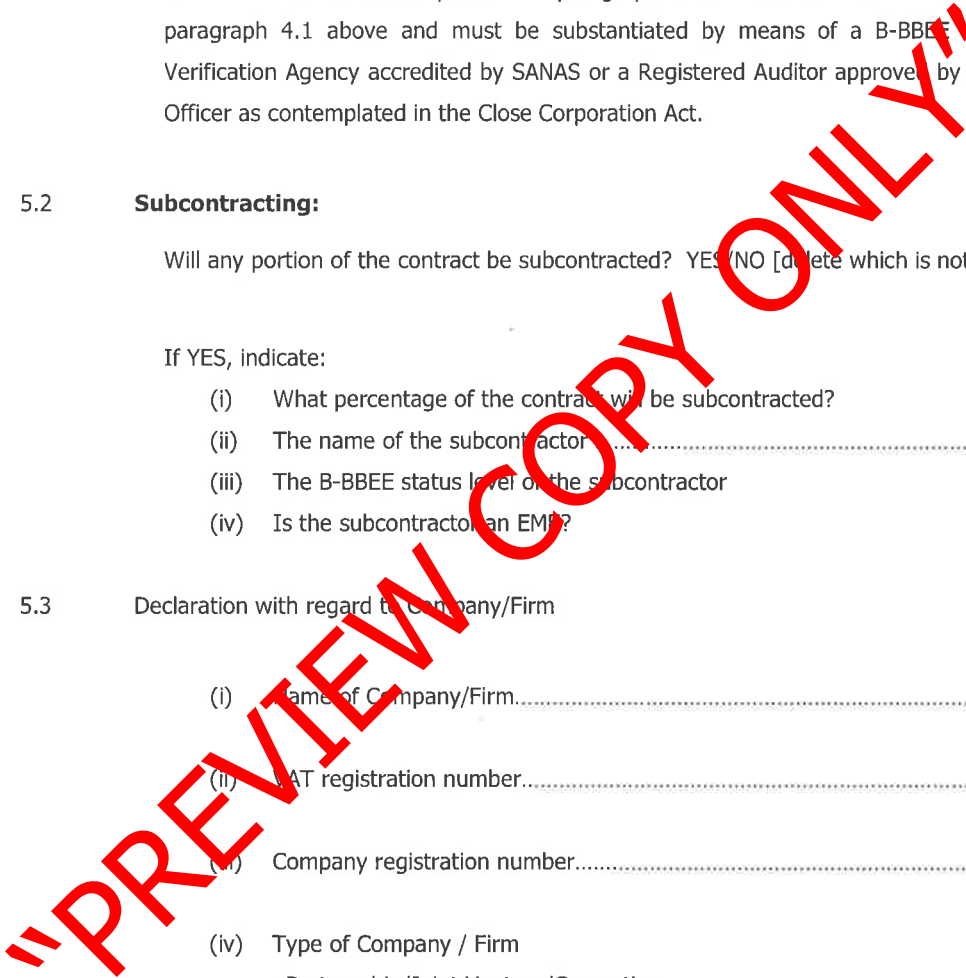 paragraph 4.1 above and must be substantiated by means of a B-BBEE
Verification Agency accredited by SANAS or a Registered Auditor approved by
Officer as contemplated in the Close Corporation Act.
5.2 Subcontracting:
Will any portion of the contract be subcontracted? YES/NO [delete which is not
If YES, indicate:
(i) What percentage of the contract will be subcontracted?
(ii) The name of the subcontractor ..........................................
(iii) The B-BBEE status level of the subcontractor
(iv) Is the subcontractor an EME?
5.3 Declaration with regard to Company/Firm
(i) Name of Company/Firm..........................................
(ii) VAT registration number..........................................
(iii) Company registration number..........................................
(iv) Type of Company / Firm
"PREVIEW COPY ONLY"